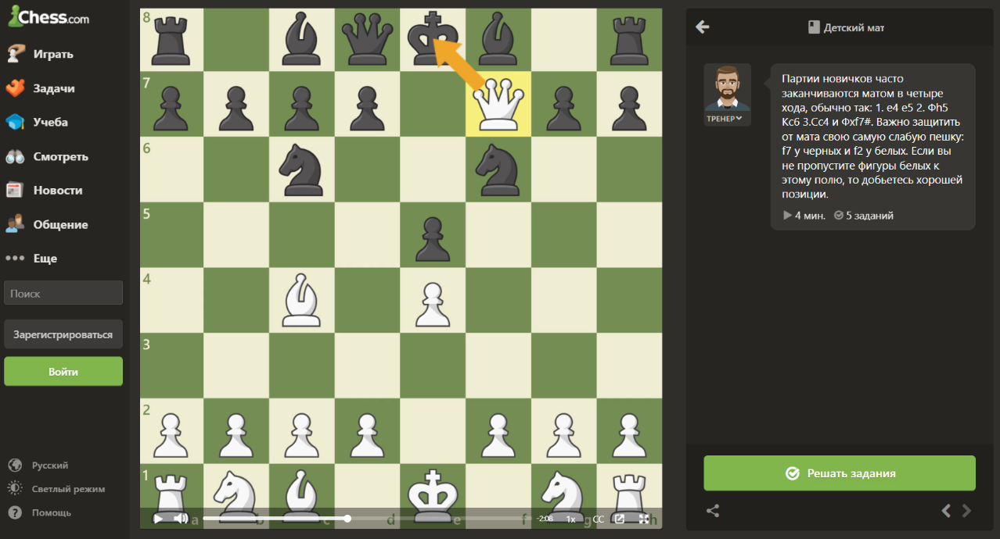 Chess.com
Играть
Задачи
Учеба
Смотреть
Новости
Общение
Еще
Поиск
Зарегистрироваться
Войти
Русский
Светлый режим
Помощь
8
7
6
5
4
3
2
1
a b c d e f g h
-2:08 1x CC
Детский мат
ТРЕНЕР
Партии новичков часто
заканчиваются матом в четыре
хода, обычно так: 1. e4 e5 2. Фh5
Кc6 3.Сc4 и Фxf7#. Важно защитить
от мата свою самую слабую пешку:
f7 у черных и f2 у белых. Если вы
не пропустите фигуры белых к
этому полю, то добьетесь хорошей
позиции.
4 мин. 5 заданий
Решать задания